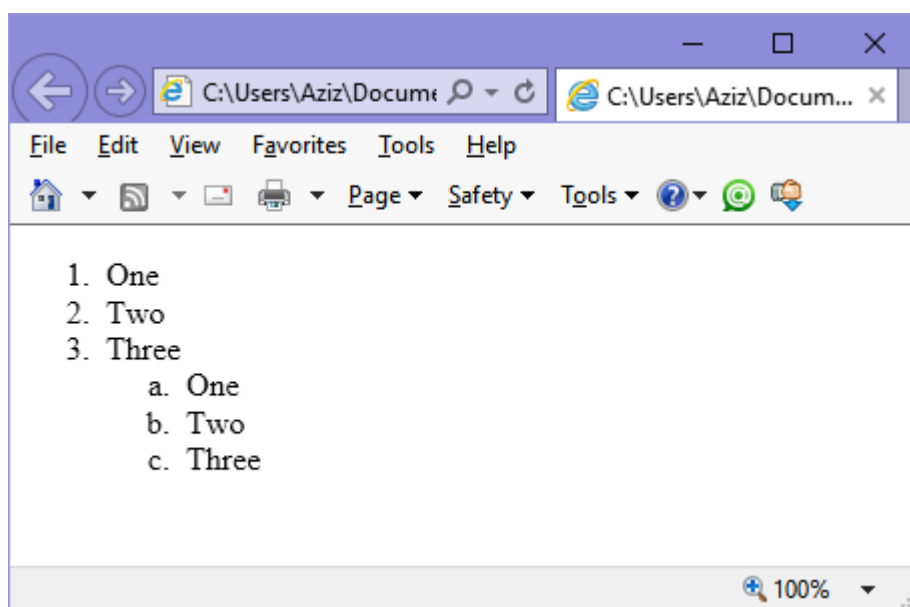 C:\Users\Aziz\Docume C:\Users\Aziz\Docum...
File Edit View Favorites Tools Help
Page Safety Tools
1. One
2. Two
3. Three
a. One
b. Two
c. Three
100%